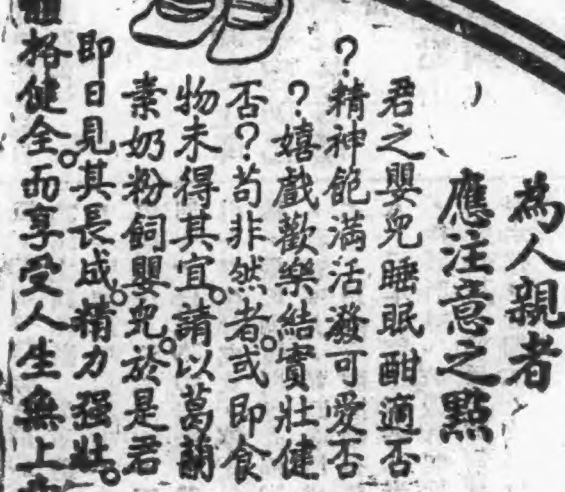 為人親者
應注意之點
君之嬰兒睡眠酣適否
?精神飽滿活潑可愛否
?嬉戲歡樂結實壯健
否?苟非然者。或即食
物未得其宜。請以葛蘭
素奶粉飼嬰兒。於是君
即日見其長成。精力强壯。
體格健全。而享受人生無上